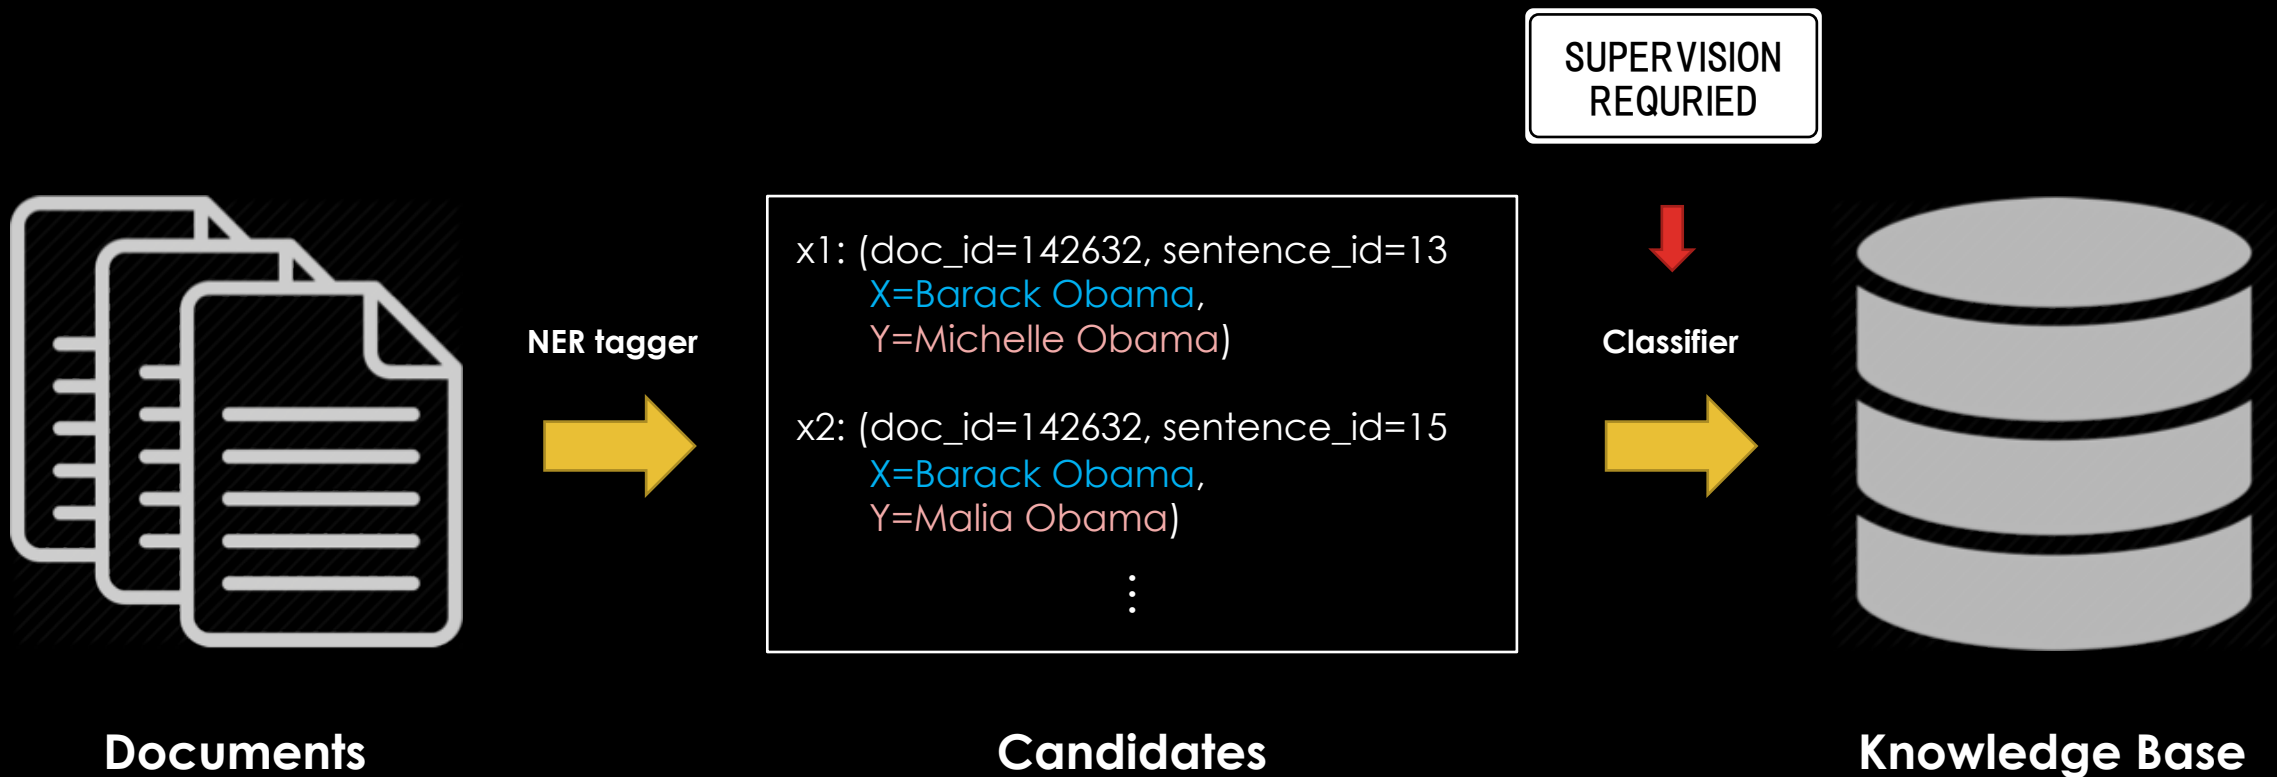 SUPERVISION
REQURIED
NER tagger
x1: (doc_id=142632, sentence_id=13
X=Barack Obama,
Y=Michelle Obama)
x2: (doc_id=142632, sentence_id=15
X=Barack Obama,
Y=Malia Obama)
⋮
Classifier
Documents
Candidates
Knowledge Base